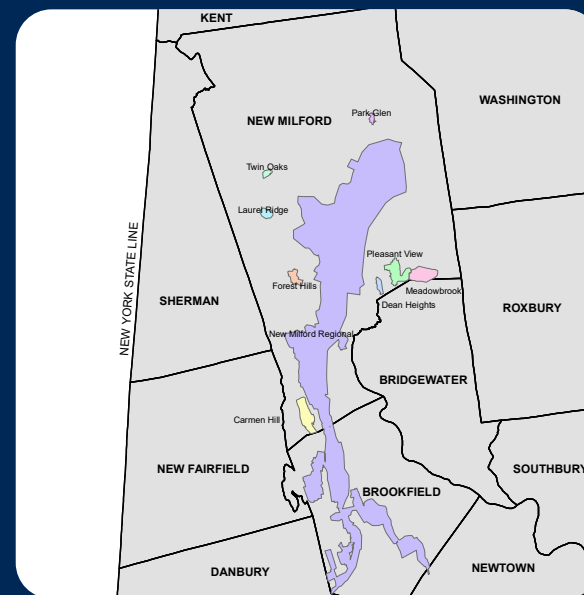 KENT
WASHINGTON
Park Glen
NEW MILFORD
Twin Oaks
Laurel Ridge
NEW YORK STATE LINE
Pleasant View
Forest Hills
Meadowbrook
SHERMAN
Dean Heights
ROXBURY
New Milford Regional
BRIDGEWATER
Carmen Hill
NEW FAIRFIELD
SOUTHBURY
BROOKFIELD
DANBURY
NEWTOWN